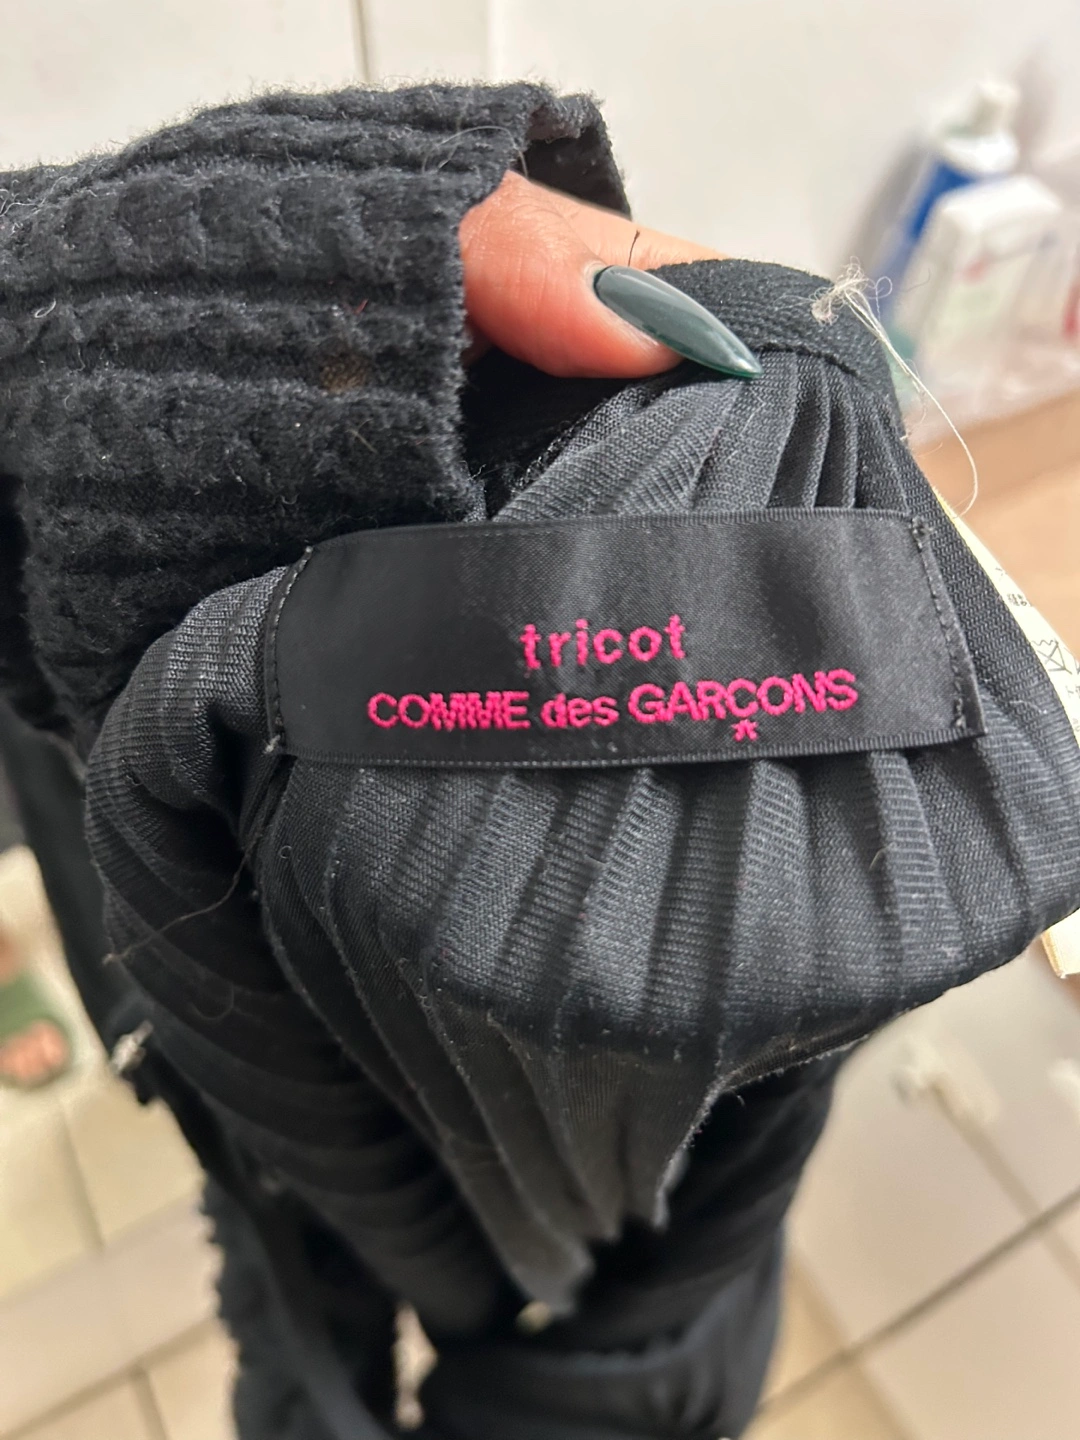 tricot
COMME des GARÇONS
*